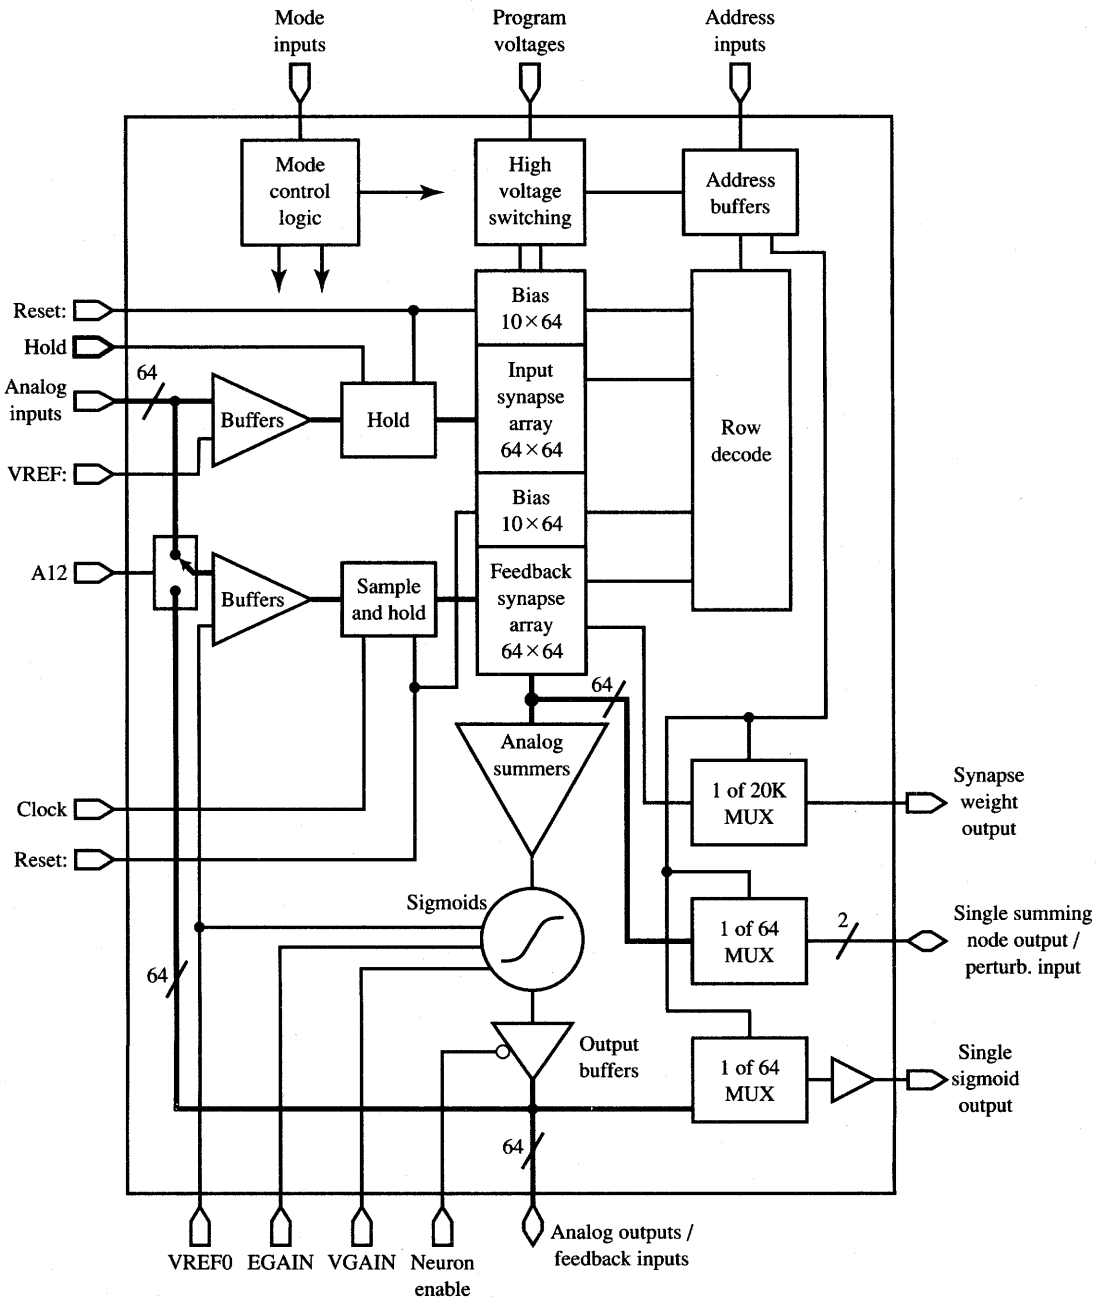 Mode
inputs
Program
voltages
Address
inputs
Mode
control
logic
High
voltage
switching
Address
buffers
Reset:
Hold
Analog
inputs
64
VREF:
Buffers
Hold
Bias
10×64
Input
synapse
array
64×64
Bias
10×64
Feedback
synapse
array
64×64
Row
decode
A12
Buffers
Sample
and hold
64
Analog
summers
Clock
Reset:
1 of 20K
MUX
Synapse
weight
output
Sigmoids
1 of 64
MUX
2
Single summing
node output /
perturb. input
64
Output
buffers
1 of 64
MUX
Single
sigmoid
output
64
VREF0
EGAIN
VGAIN
Neuron
enable
Analog outputs /
feedback inputs